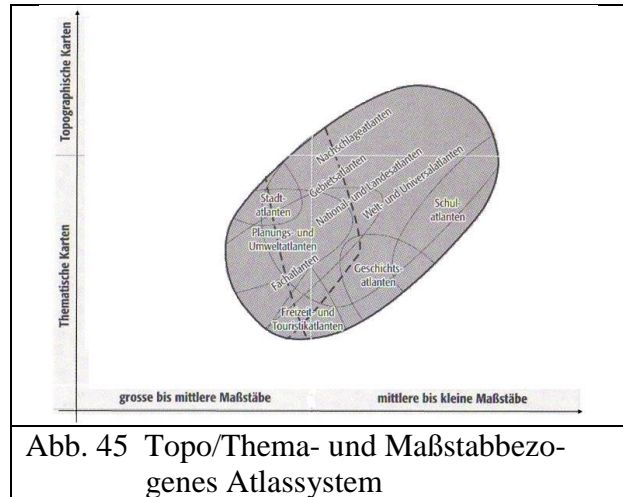 Topographische Karten
Thematische Karten
Nachschlageatlanten
Gebietsatlanten
National- und Landesatlanten
Welt- und Universalatlanten
Stadt-
atlanten
Schul-
atlanten
Planungs- und
Umweltatlanten
Fachatlanten
Geschichts-
atlanten
Freizeit- und
Touristikatlanten
grosse bis mittlere Maßstäbe
mittlere bis kleine Maßstäbe
Abb. 45 Topo/Thema- und Maßstabbezo-
genes Atlassystem